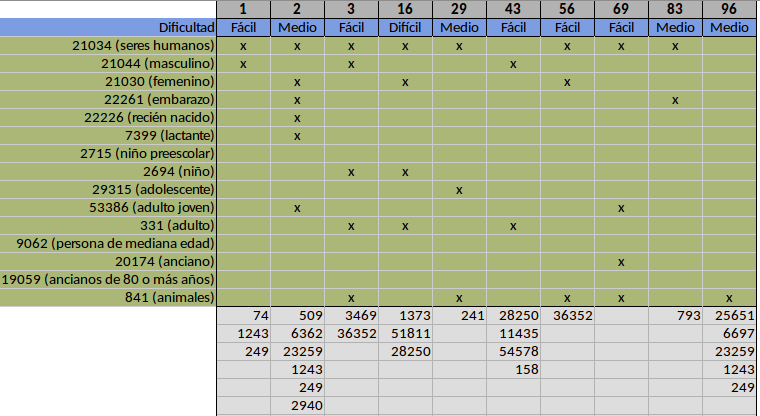 1 2 3 16 29 43 56 69 83 96
Dificultad Fácil Medio Fácil Difícil Medio Fácil Fácil Fácil Medio Medio
21034 (seres humanos) x x x x x x x x
21044 (masculino) x x x
21030 (femenino) x x x
22261 (embarazo) x x
22226 (recién nacido) x
7399 (lactante) x
2715 (niño preescolar)
2694 (niño) x x
29315 (adolescente) x
53386 (adulto joven) x x
331 (adulto) x x x
9062 (persona de mediana edad)
20174 (anciano) x
19059 (ancianos de 80 o más años)
841 (animales) x x x x x
74 509 3469 1373 241 28250 36352 793 25651
1243 6362 36352 51811 11435 6697
249 23259 28250 54578 23259
1243 158 1243
249 249
2940